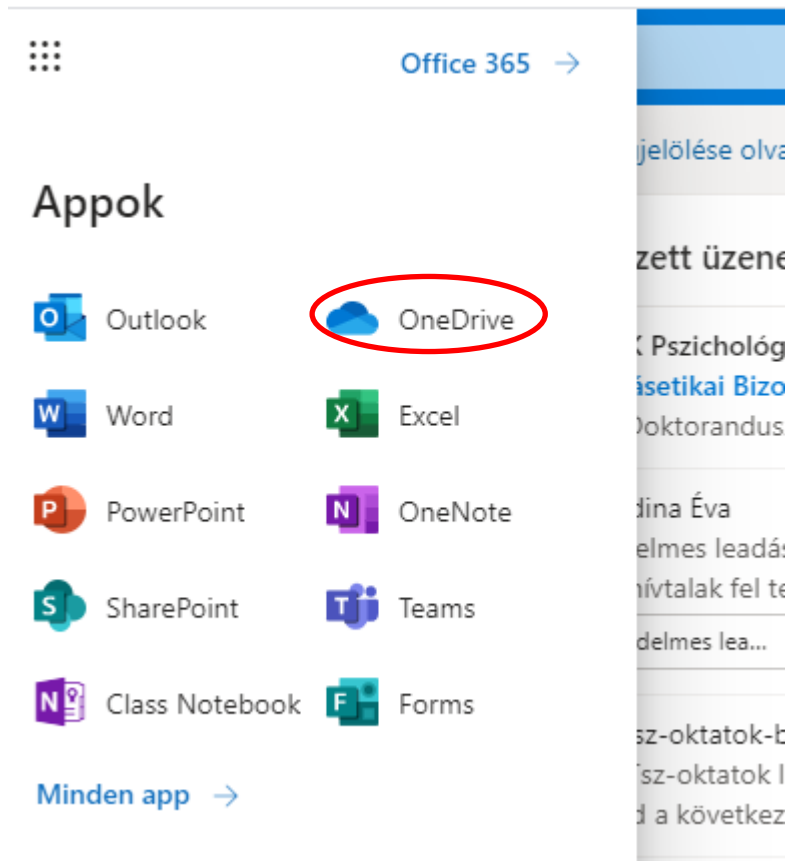 Office 365 →
jelölése olva
Appok
zett üzene
Outlook OneDrive
K Pszichológ
ásetikai Bizo
Word Excel
Doktorandus
PowerPoint OneNote
dina Éva
elmes leadás
hívtalak fel te
SharePoint Teams
delmes lea...
Class Notebook Forms
sz-oktatok-b
sz-oktatok l
Minden app →
d a következ